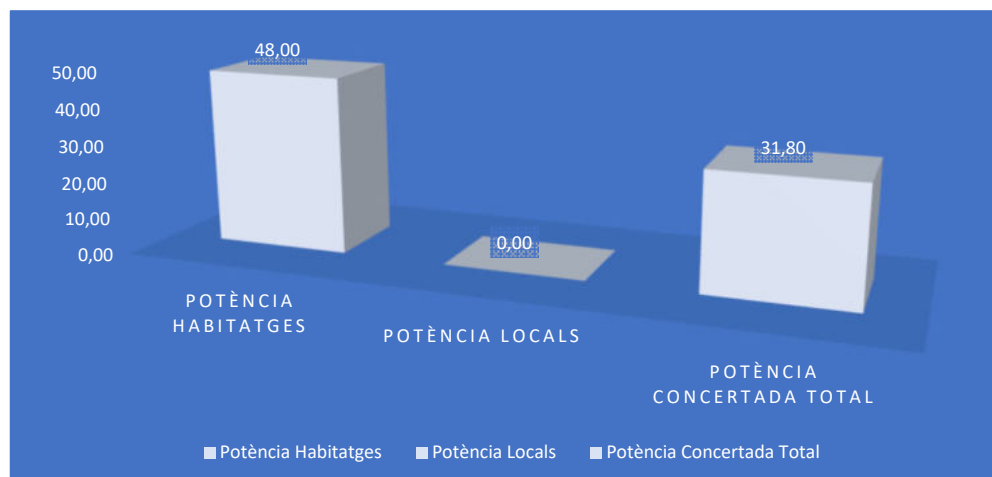 48,00
50,00
40,00
30,00
20,00
10,00
0,00
0,00
31,80
POTÈNCIA
HABITATGES
POTÈNCIA LOCALS
POTÈNCIA
CONCERTADA TOTAL
Potència Habitatges Potència Locals Potència Concertada Total